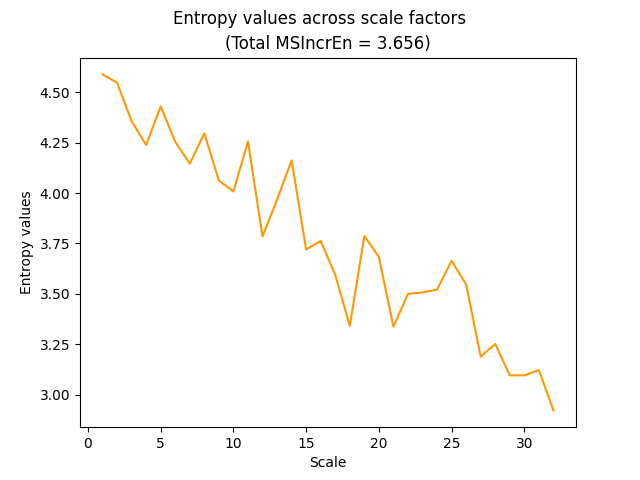 Entropy values across scale factors
(Total MSIncrEn = 3.656)
Entropy values
4.50
4.25
4.00
3.75
3.50
3.25
3.00
0 5 10 15 20 25 30
Scale